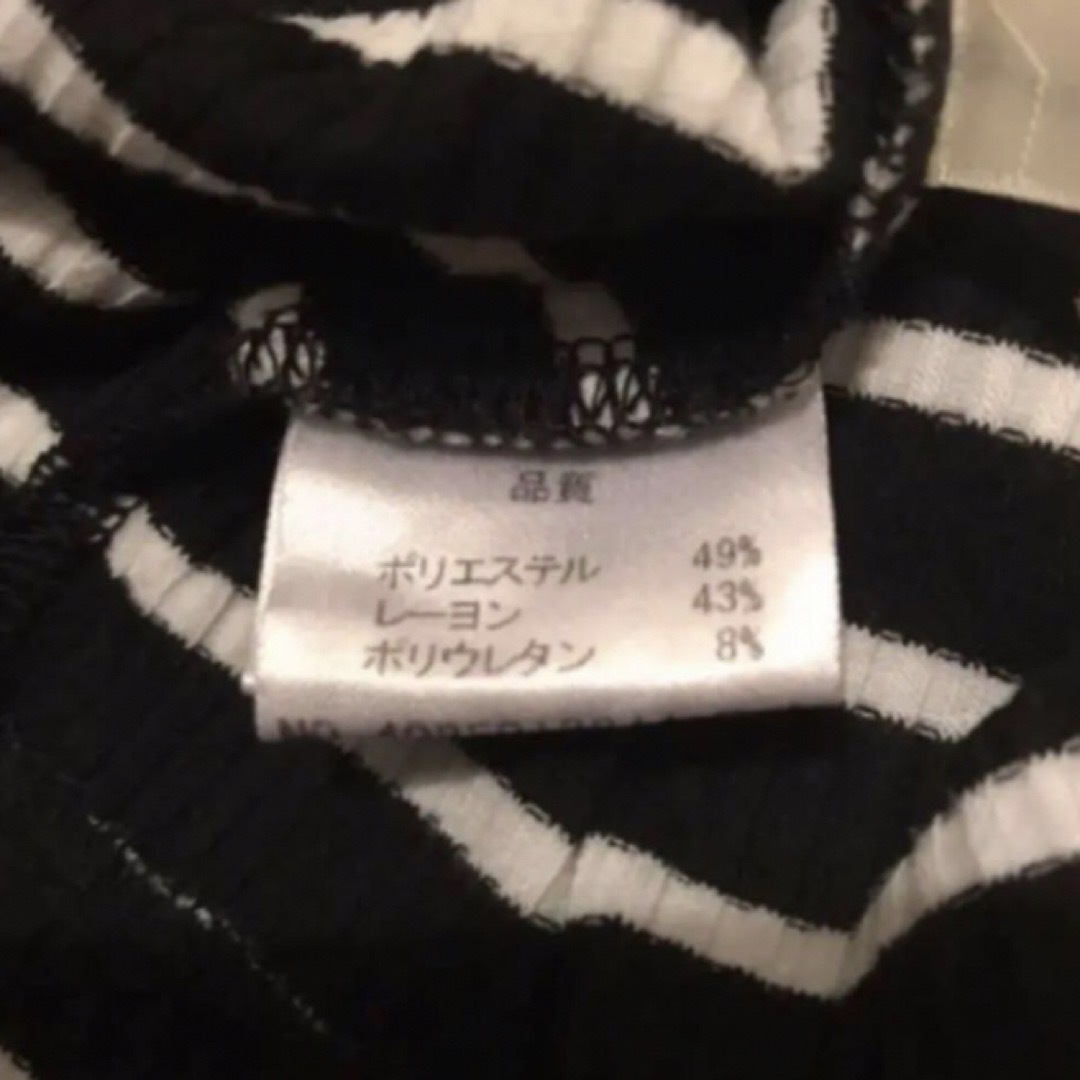 品質
ポリエステル 49%
レーヨン 43%
ポリウレタン 8%
NO.